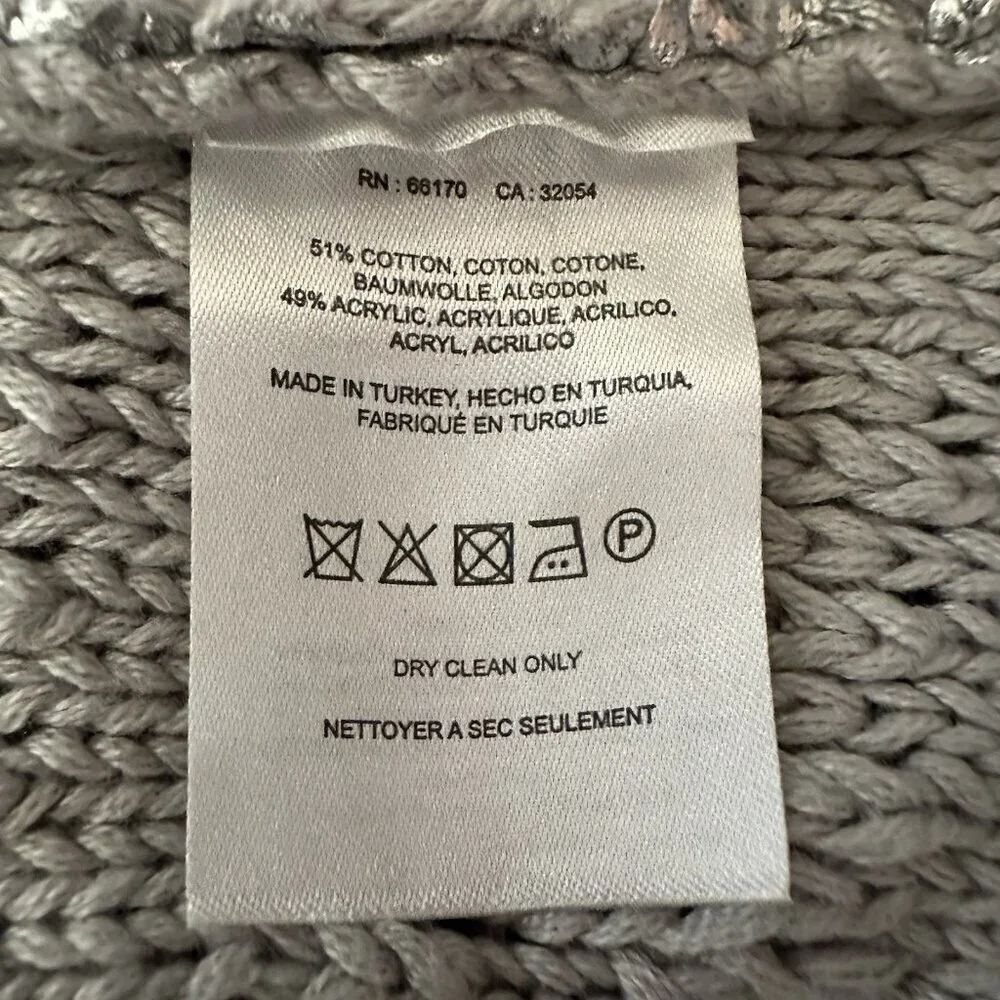 RN : 66170 CA : 32054
51% COTTON, COTON, COTONE,
BAUMWOLLE, ALGODON
49% ACRYLIC, ACRYLIQUE, ACRILICO,
ACRYL, ACRILICO
MADE IN TURKEY, HECHO EN TURQUIA,
FABRIQUÉ EN TURQUIE
P
DRY CLEAN ONLY
NETTOYER A SEC SEULEMENT